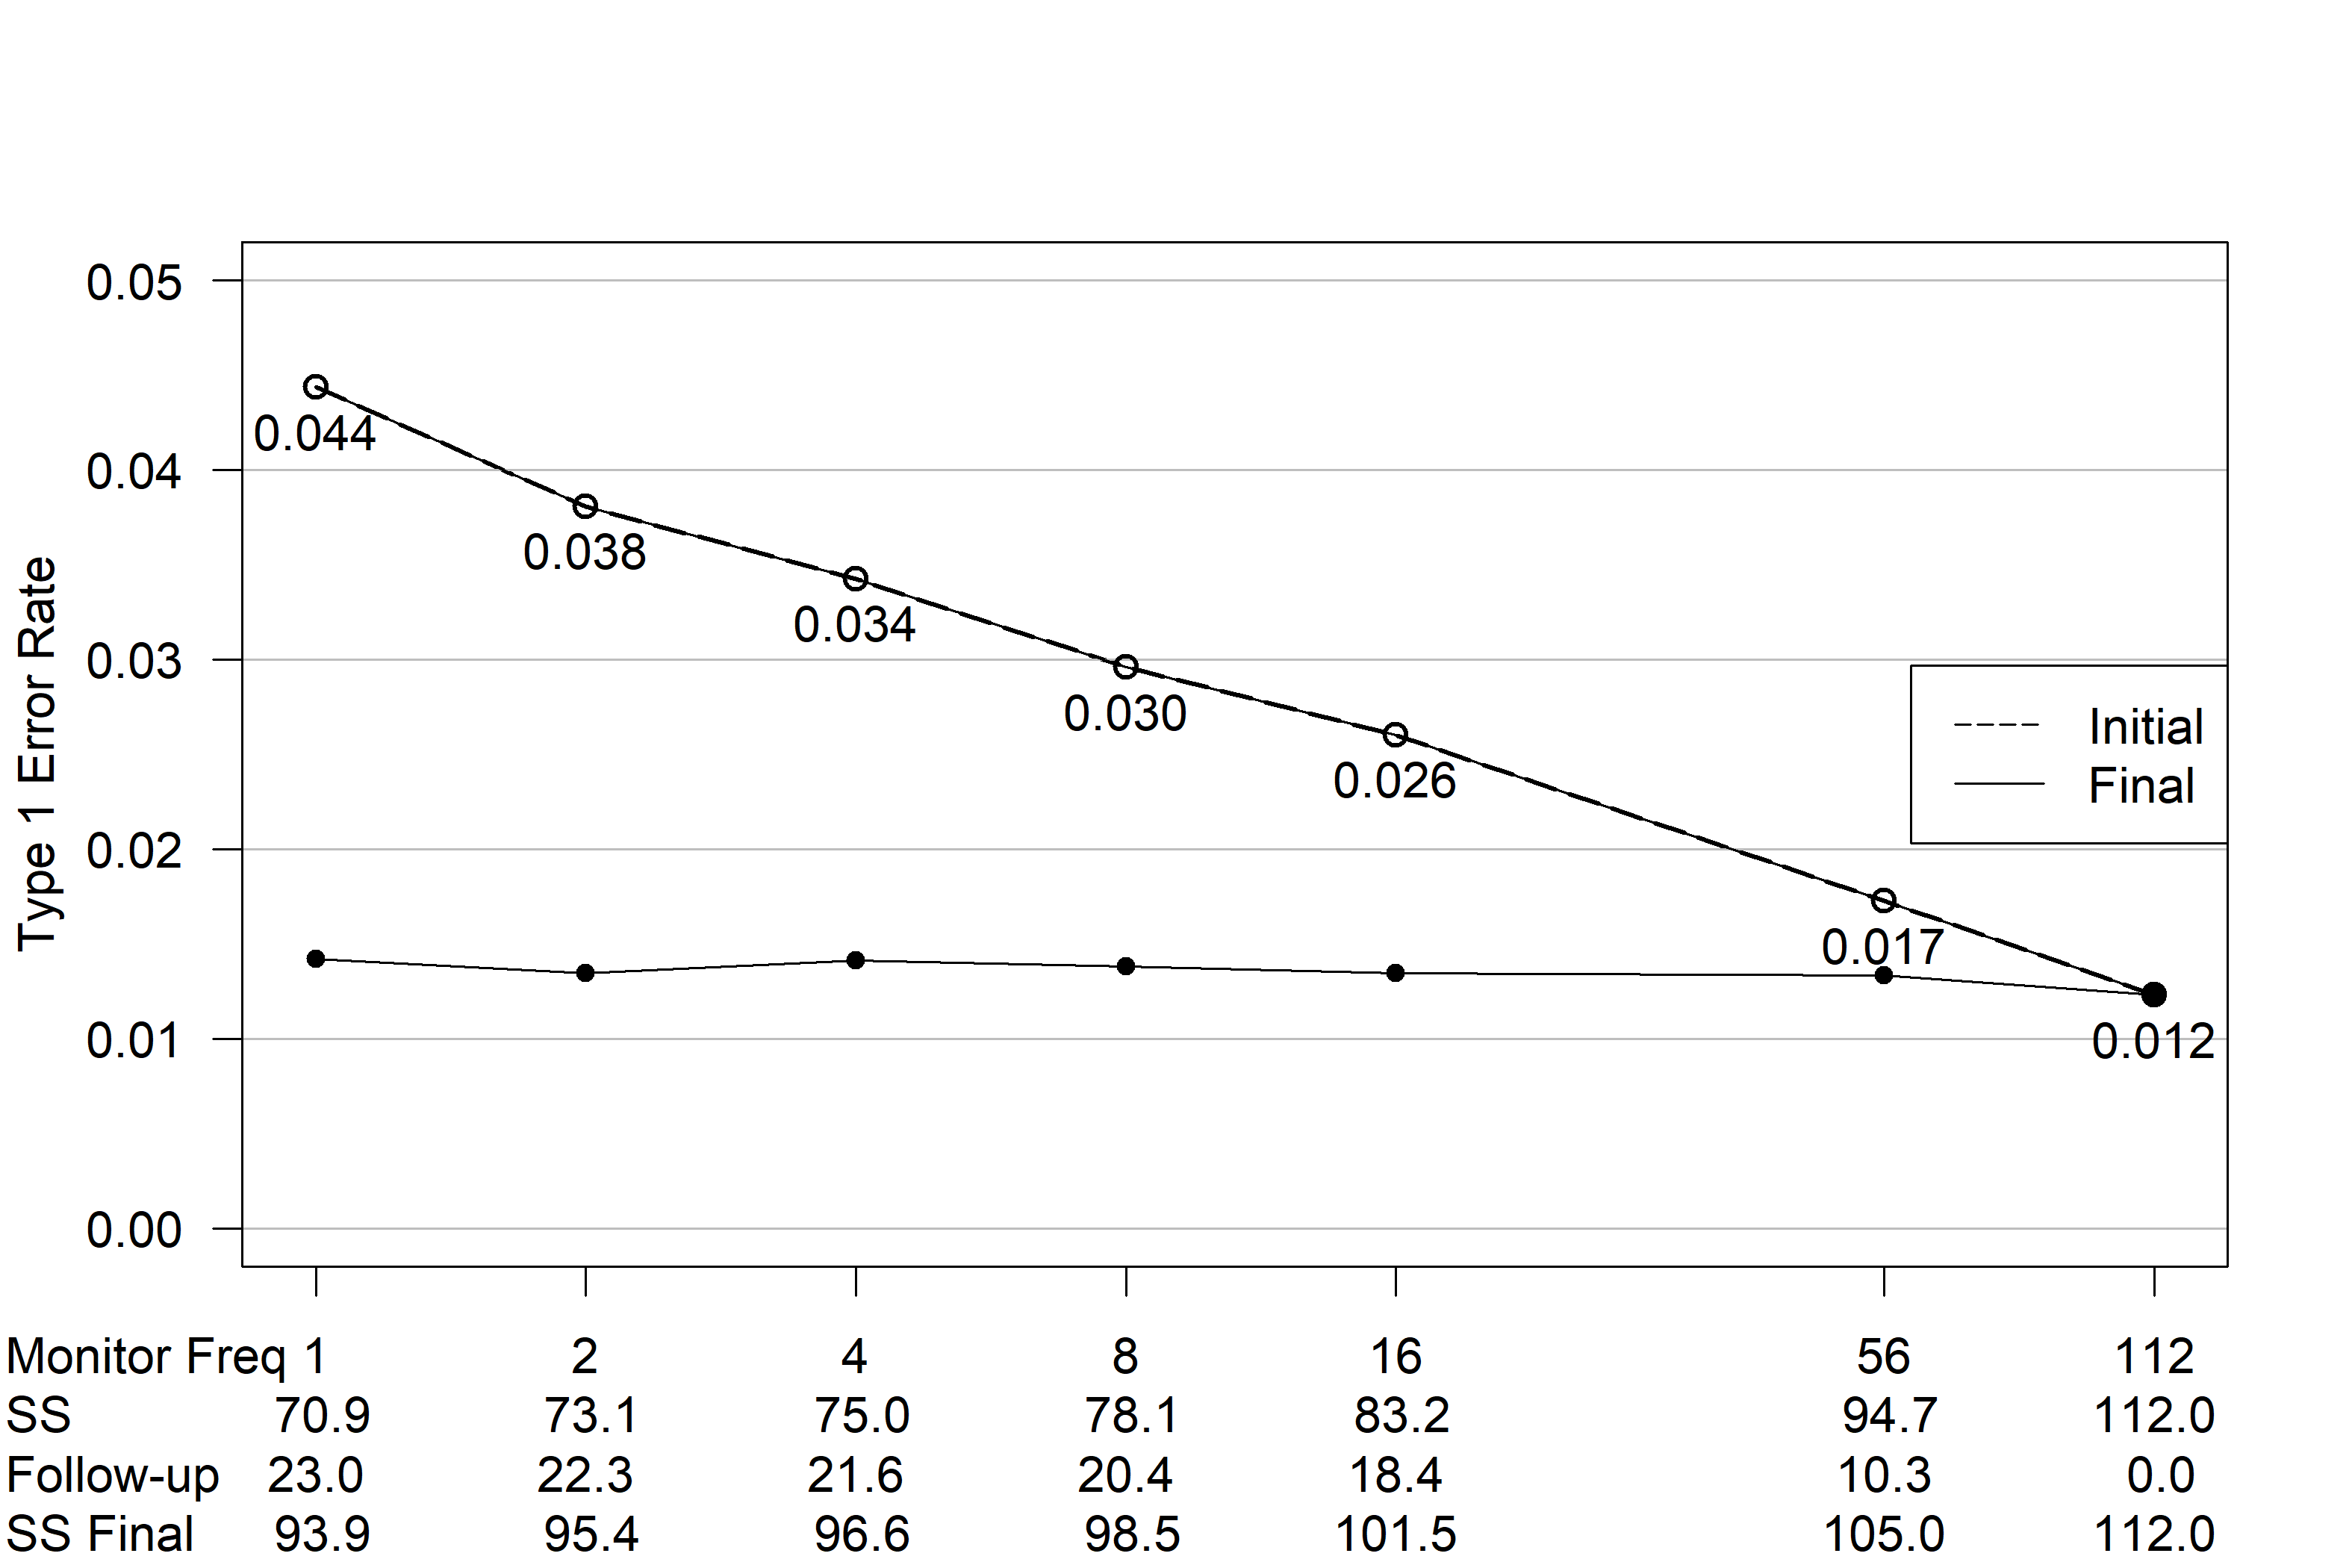 Type 1 Error Rate
0.05
0.04
0.03
0.02
0.01
0.00
0.044
0.038
0.034
0.030
0.026
0.017
0.012
Initial
Final
Monitor Freq 1 2 4 8 16 56 112
SS 70.9 73.1 75.0 78.1 83.2 94.7 112.0
Follow-up 23.0 22.3 21.6 20.4 18.4 10.3 0.0
SS Final 93.9 95.4 96.6 98.5 101.5 105.0 112.0